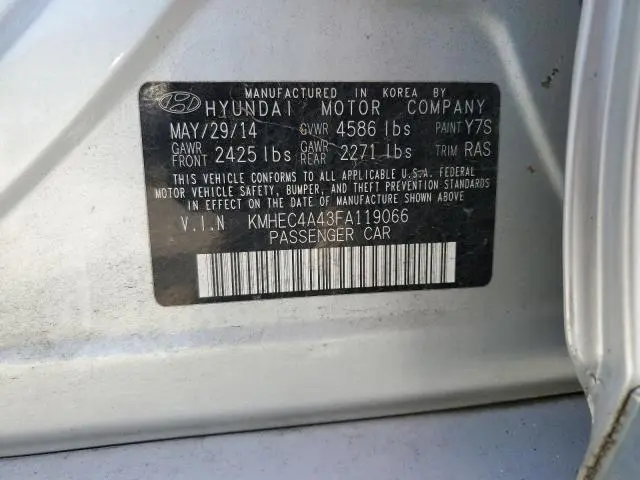 MANUFACTURED IN KOREA BY
HYUNDAI MOTOR COMPANY
MAY/29/14 GVWR 4586 lbs PAINT Y7S
GAWR FRONT 2425 lbs GAWR REAR 2271 lbs TRIM RAS
THIS VEHICLE CONFORMS TO ALL APPLICABLE U.S.A. FEDERAL
MOTOR VEHICLE SAFETY, BUMPER, AND THEFT PREVENTION STANDARDS
IN EFFECT ON THE DATE OF MANUFACTURE SHOWN ABOVE
V.I.N KMHEC4A43FA119066
PASSENGER CAR